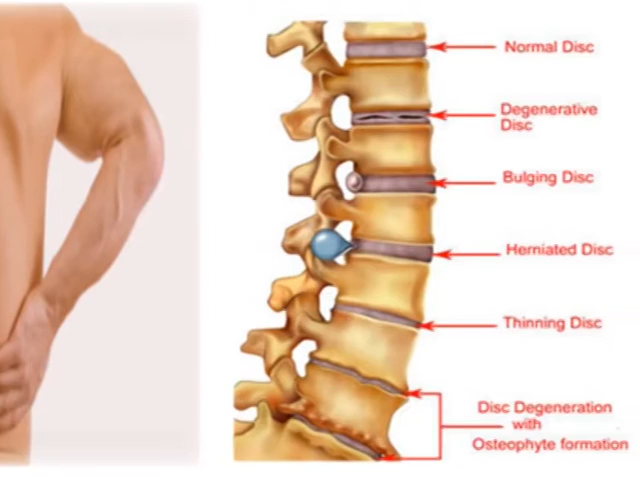 Normal Disc
Degenerative
Disc
Bulging Disc
Herniated Disc
Thinning Disc
Disc Degeneration
with
Osteophyte formation